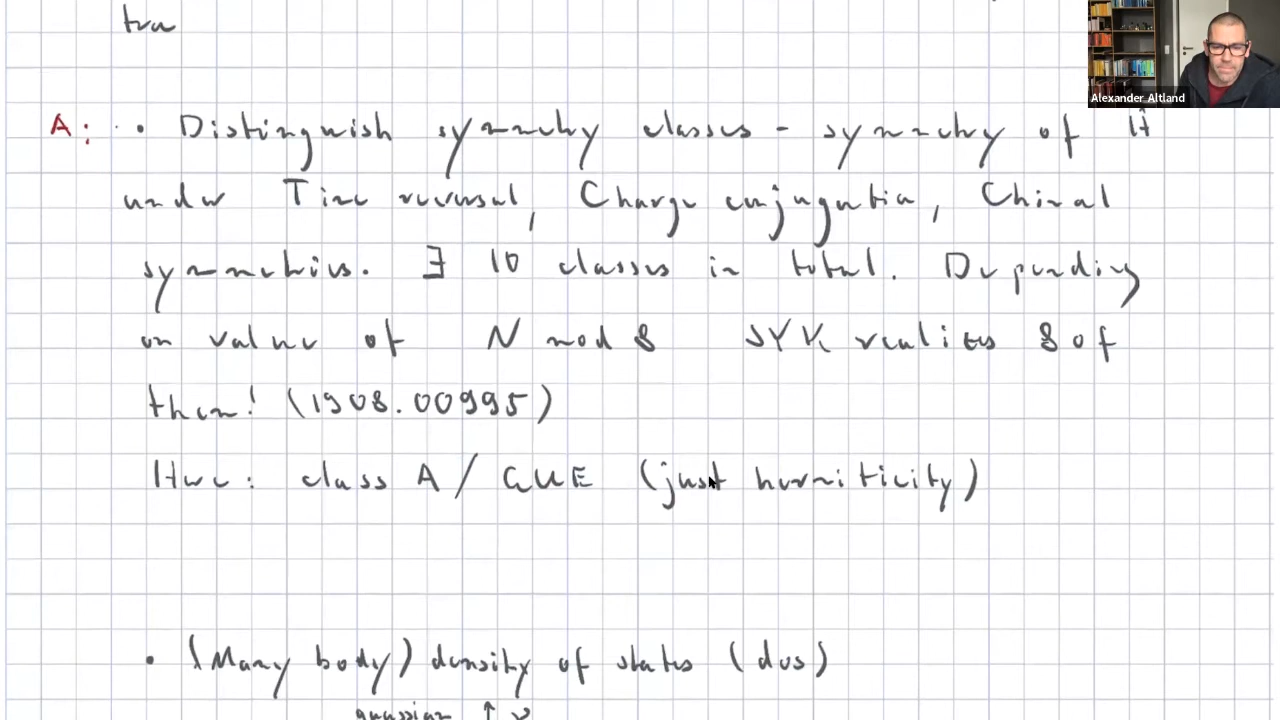 tra
Alexander Altland
A: • Distinguish symmetry classes - symmetry of Ĥ
under Time reversal, Charge conjugation, Chiral
symmetries. ∃ 10 classes in total. Depending
on value of N mod 8 SYK realizes 8 of
them! (1908.00995)
Here: class A / GUE (just hermiticity)
• (Many body) density of states (dos)
gaussian ↑